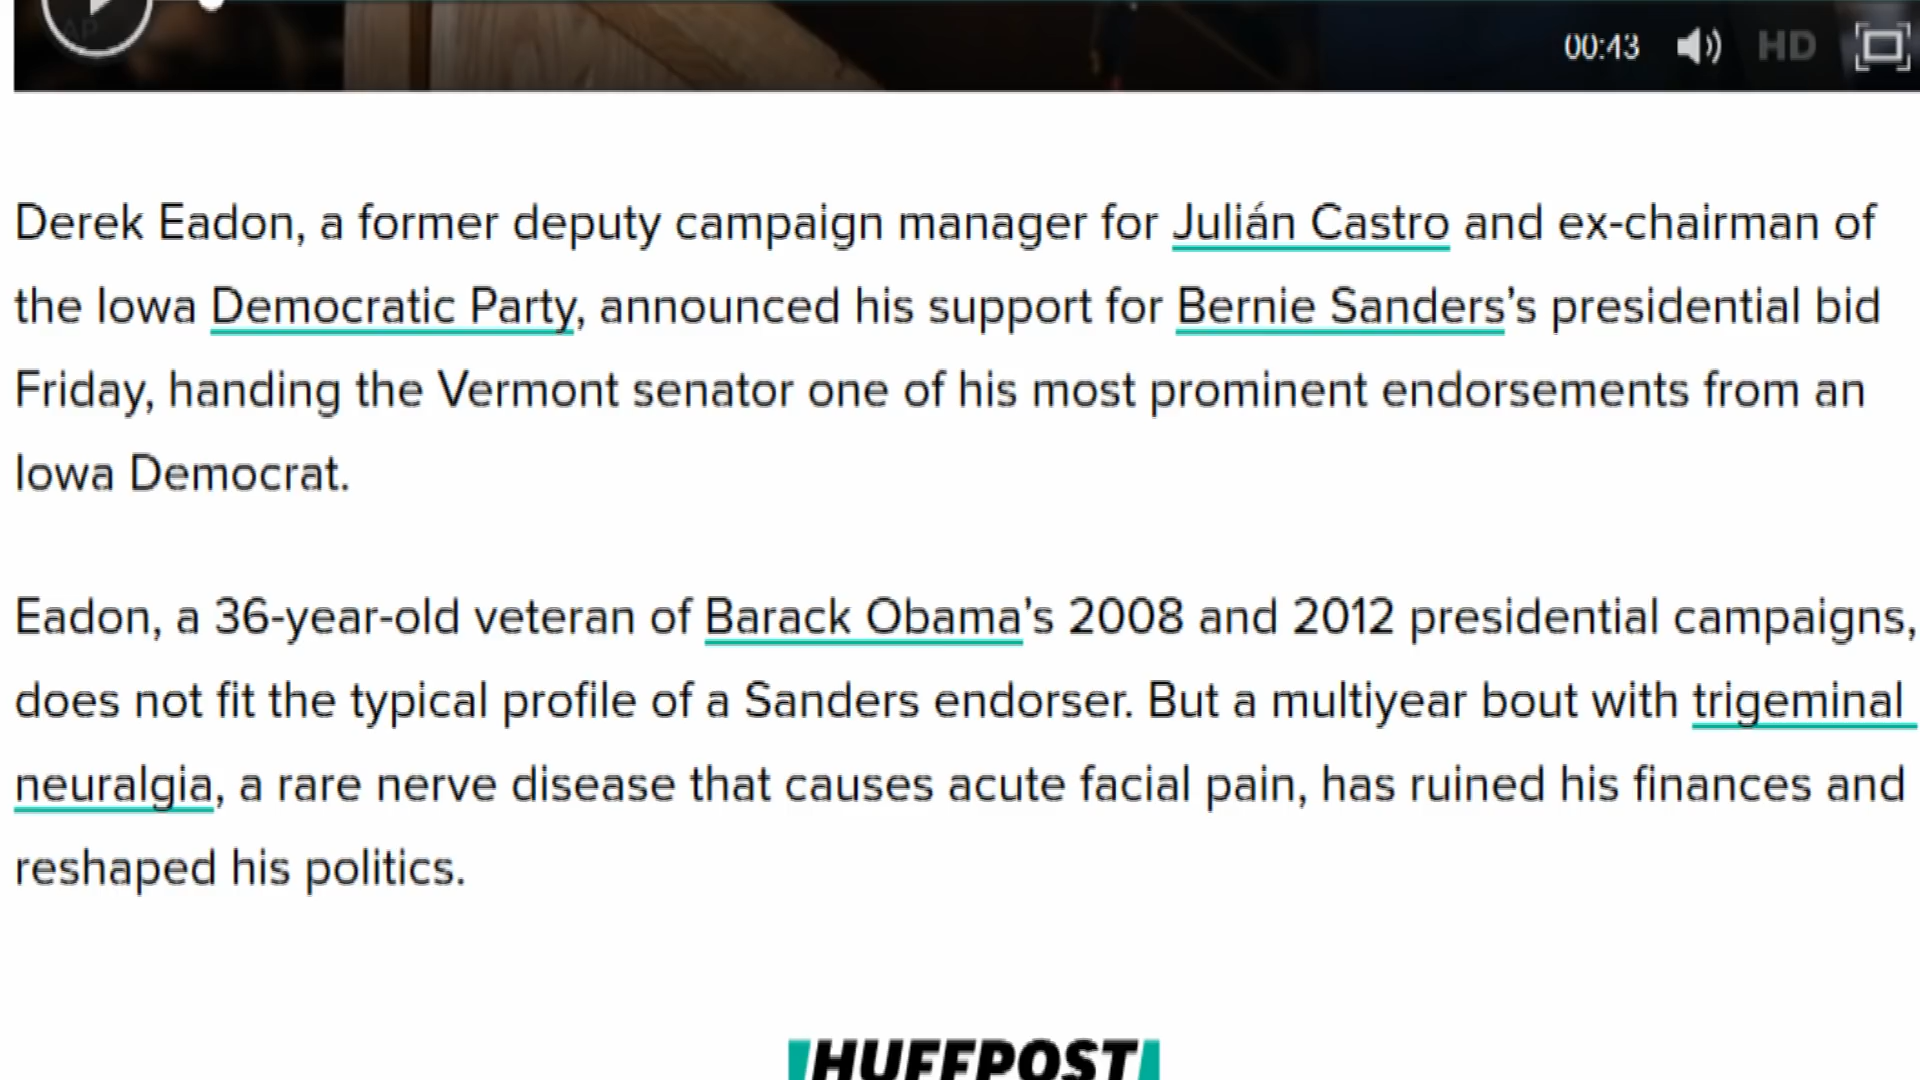 AP
00:43 HD
Derek Eadon, a former deputy campaign manager for Julián Castro and ex-chairman of
the Iowa Democratic Party, announced his support for Bernie Sanders’s presidential bid
Friday, handing the Vermont senator one of his most prominent endorsements from an
Iowa Democrat.
Eadon, a 36-year-old veteran of Barack Obama’s 2008 and 2012 presidential campaigns,
does not fit the typical profile of a Sanders endorser. But a multiyear bout with trigeminal
neuralgia, a rare nerve disease that causes acute facial pain, has ruined his finances and
reshaped his politics.
HUFFPOST